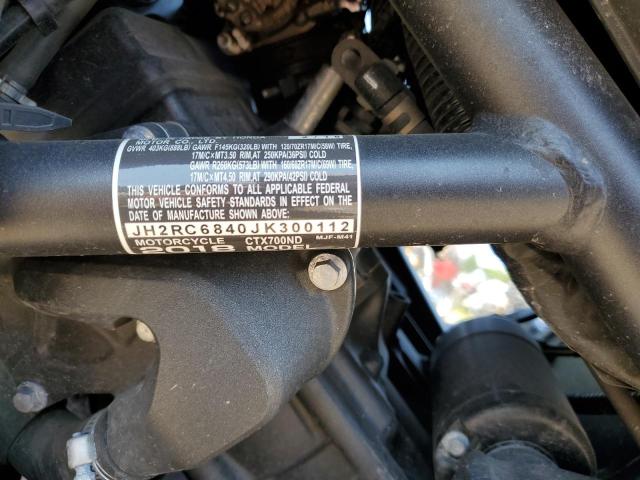 MOTOR CO., LTD.
GVWR 403KG(888LB) GAWR F145KG(320LB) WITH 120/70ZR17M/C(58W) TIRE,
17M/C×MT3.50 RIM,AT 250KPA(36PSI) COLD
GAWR R260KG(573LB) WITH 160/60ZR17M/C(69W) TIRE,
17M/C×MT4.50 RIM,AT 290KPA(42PSI) COLD
THIS VEHICLE CONFORMS TO ALL APPLICABLE FEDERAL
MOTOR VEHICLE SAFETY STANDARDS IN EFFECT ON THE
DATE OF MANUFACTURE SHOWN ABOVE.
JH2RC6840JK300112
MOTORCYCLE CTX700ND MJF-M41
2018 MODEL